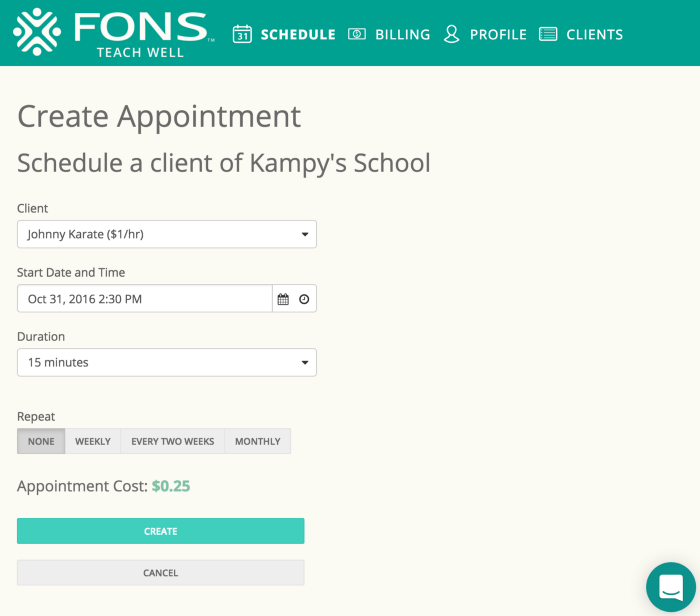 FONS™
TEACH WELL
31 SCHEDULE BILLING PROFILE CLIENTS
Create Appointment
Schedule a client of Kampy's School
Client
Johnny Karate ($1/hr)
Start Date and Time
Oct 31, 2016 2:30 PM
Duration
15 minutes
Repeat
NONE WEEKLY EVERY TWO WEEKS MONTHLY
Appointment Cost: $0.25
CREATE
CANCEL